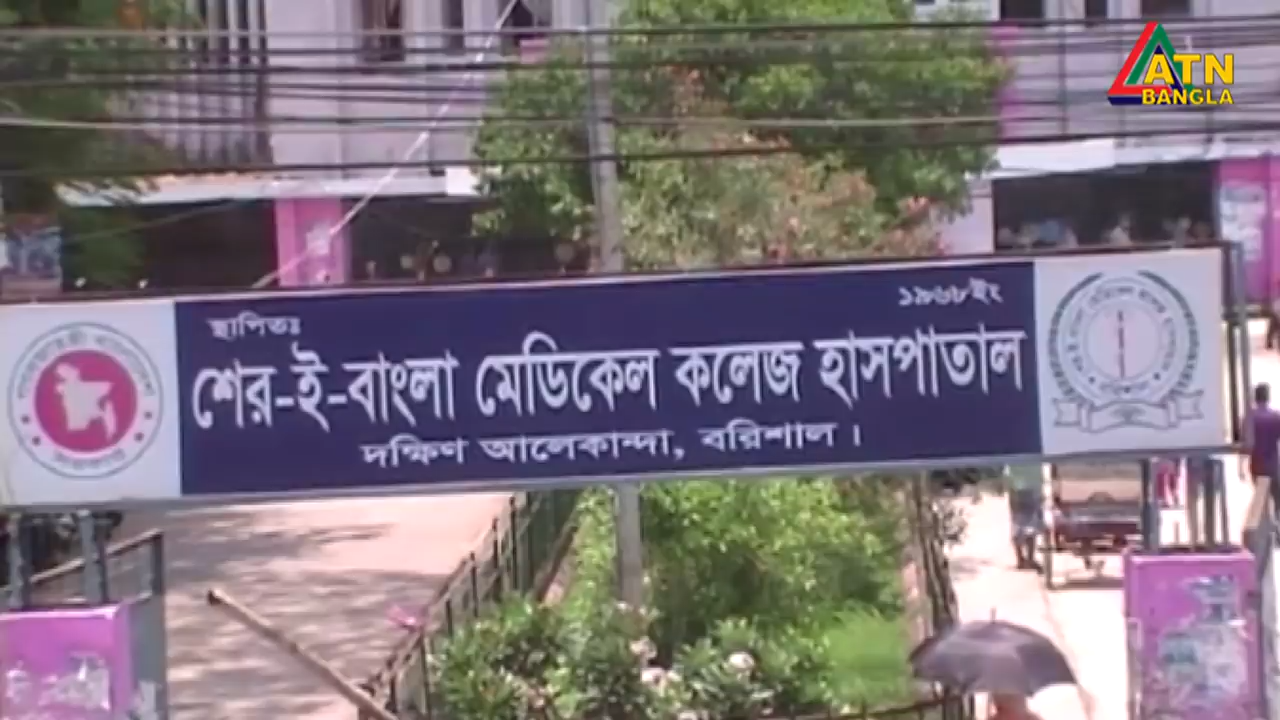 ATN
BANGLA
স্থাপিতঃ ১৯৬৮ইং
শের-ই-বাংলা মেডিকেল কলেজ হাসপাতাল
দক্ষিণ আলেকান্দা, বরিশাল।